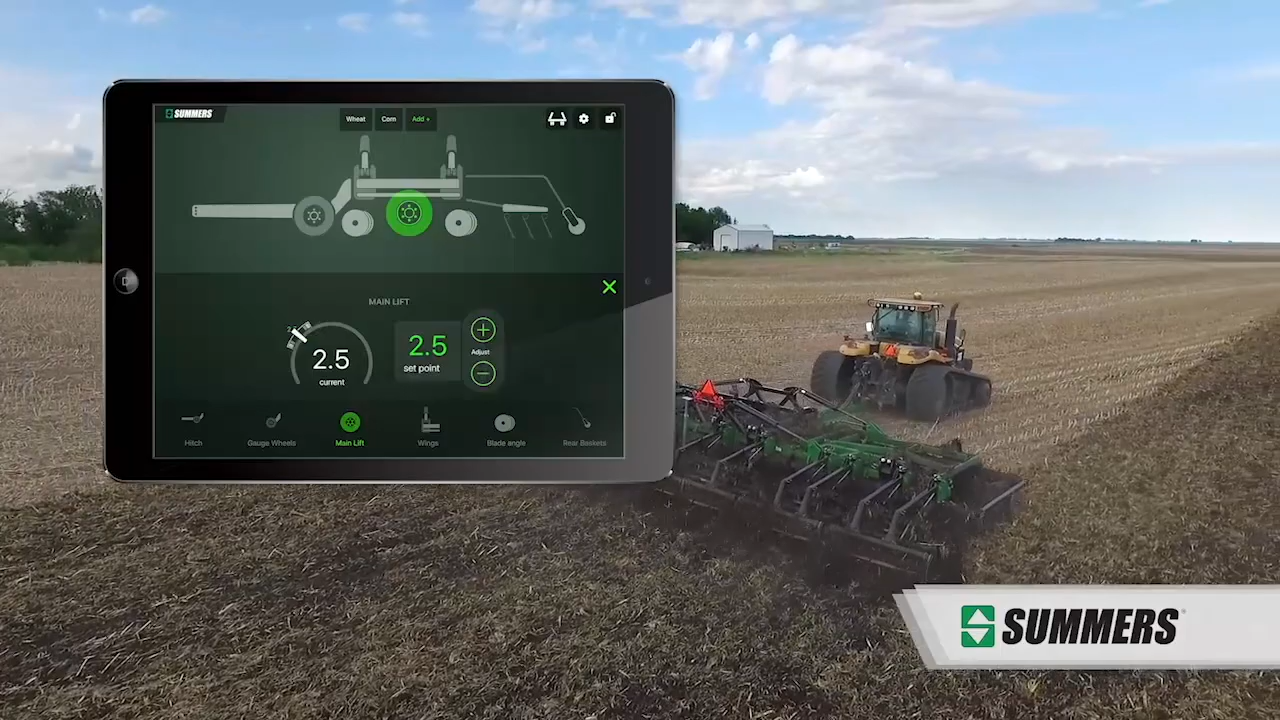 SUMMERS
Wheat
Corn
Add +
MAIN LIFT
2.5
current
2.5
set point
Adjust
Hitch
Gauge Wheels
Main Lift
Wings
Blade angle
Rear Baskets
SUMMERS®